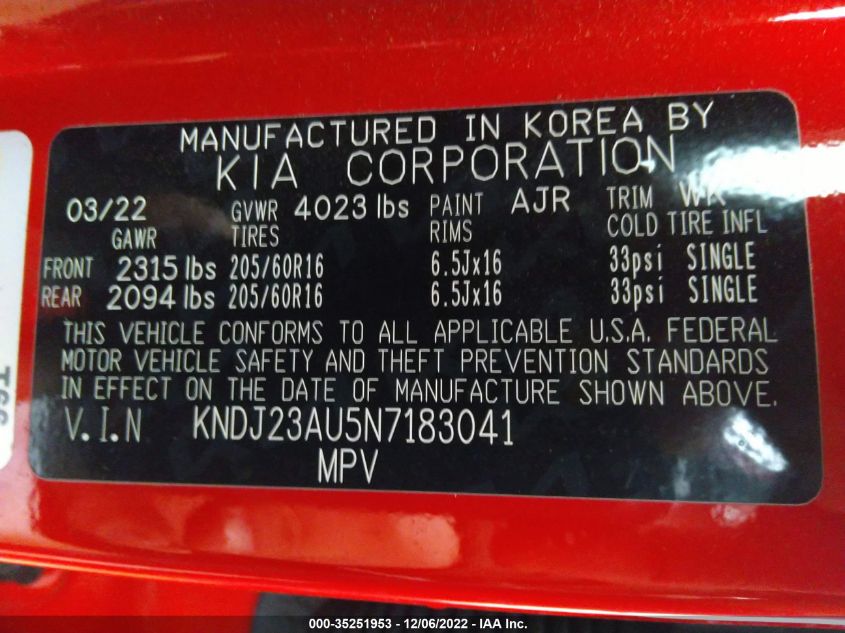 MANUFACTURED IN KOREA BY
KIA CORPORATION
03/22 GVWR 4023 lbs PAINT AJR TRIM WK
GAWR TIRES RIMS COLD TIRE INFL
FRONT 2315 lbs 205/60R16 6.5Jx16 33psi SINGLE
REAR 2094 lbs 205/60R16 6.5Jx16 33psi SINGLE
THIS VEHICLE CONFORMS TO ALL APPLICABLE U.S.A. FEDERAL
MOTOR VEHICLE SAFETY AND THEFT PREVENTION STANDARDS
IN EFFECT ON THE DATE OF MANUFACTURE SHOWN ABOVE.
V.I.N KNDJ23AU5N7183041
MPV
000-35251953 - 12/06/2022 - IAA Inc.